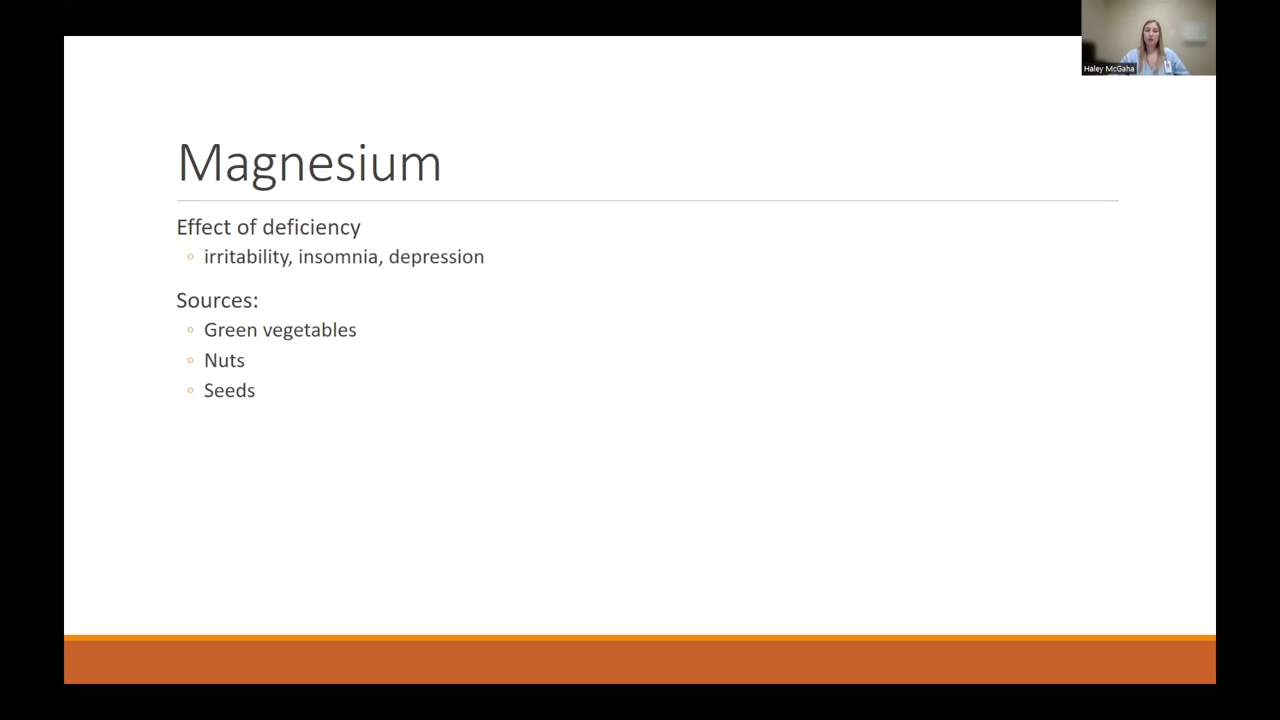 Haley McGaha
Magnesium
Effect of deficiency
◦ irritability, insomnia, depression
Sources:
◦ Green vegetables
◦ Nuts
◦ Seeds